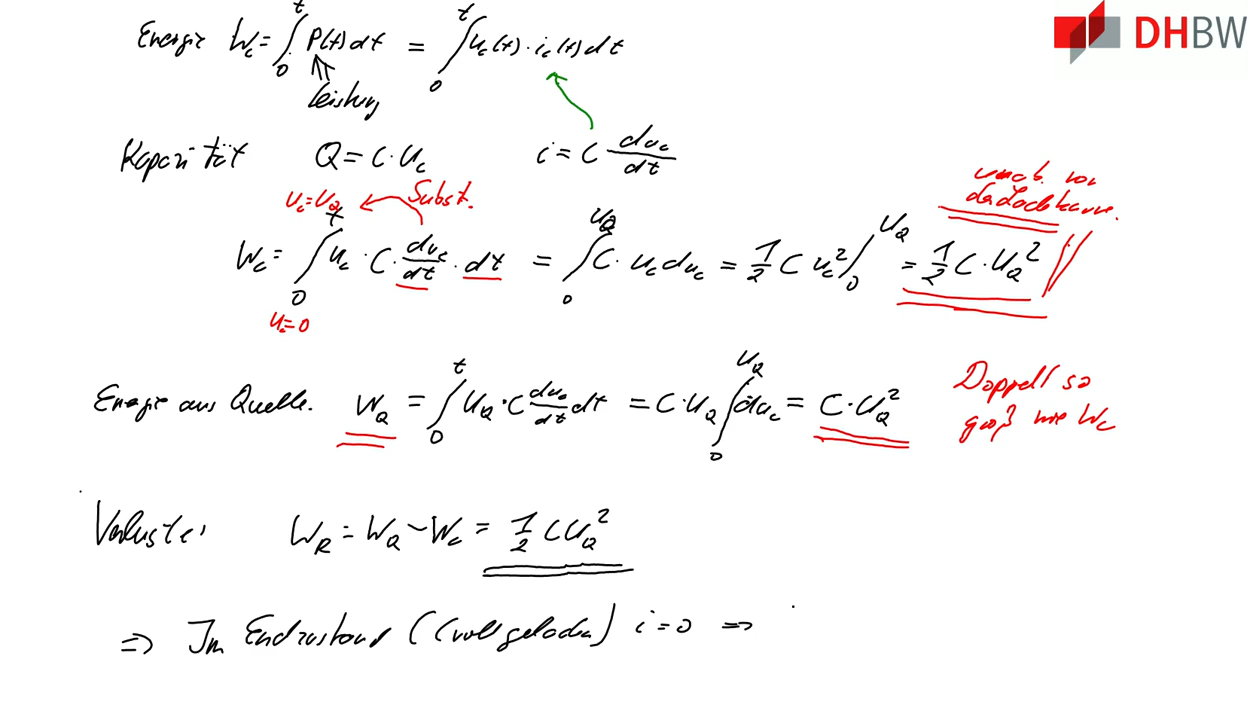 DHBW
Energie W_c = ∫₀ᵗ P(t) dt = ∫₀ᵗ u_c(t) · i_c(t) dt
Leistung
Kapazität Q = C · U_c i = C du_c/dt
unab. von
der Ladekurve.
u_c = U_Q Subst.
W_c = ∫₀ᵗ u_c · C · du_c/dt · dt = ∫₀^{U_Q} C · u_c du_c = 1/2 C u_c² |₀^{U_Q} = 1/2 C · U_Q²
u_c = 0
Energie aus Quelle. W_Q = ∫₀ᵗ U_Q · C du_c/dt dt = C · U_Q ∫₀^{U_Q} du_c = C · U_Q²
Doppelt so
groß wie W_c
Verluste: W_R = W_Q - W_c = 1/2 C U_Q²
⇒ Im Endzustand (C voll geladen) i = 0 ⇒